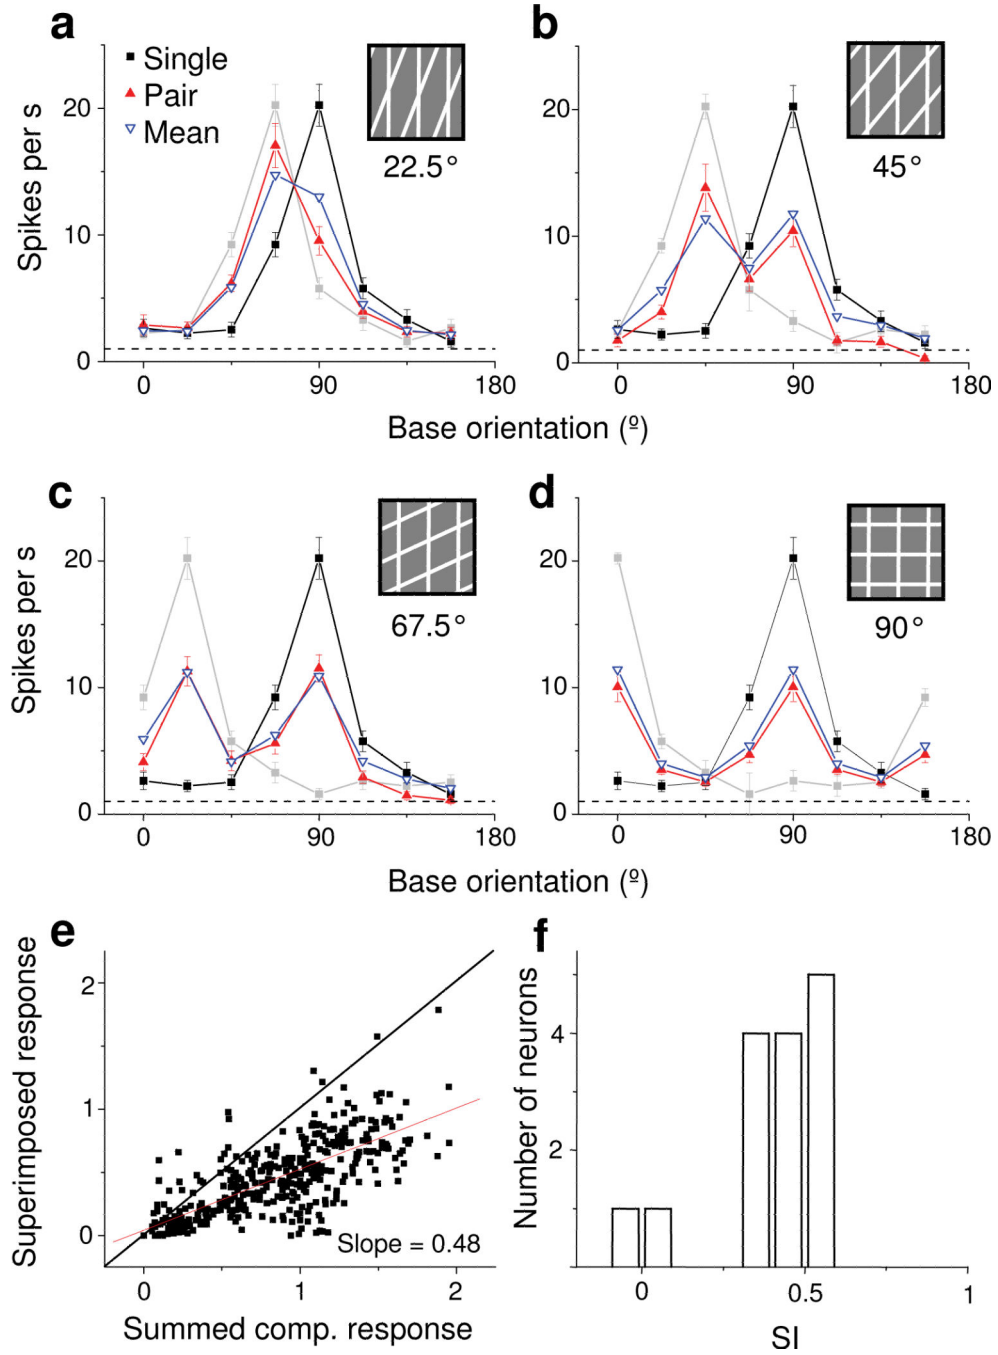 a
b
Single
Pair
Mean
22.5°
45°
Spikes per s
20
10
0
0
90
180
20
10
0
0
90
180
Base orientation (º)
c
d
67.5°
90°
Spikes per s
20
10
0
0
90
180
20
10
0
0
90
180
Base orientation (º)
e
f
Superimposed response
2
1
0
Slope = 0.48
0
1
2
Summed comp. response
Number of neurons
4
2
0
0.5
1
SI